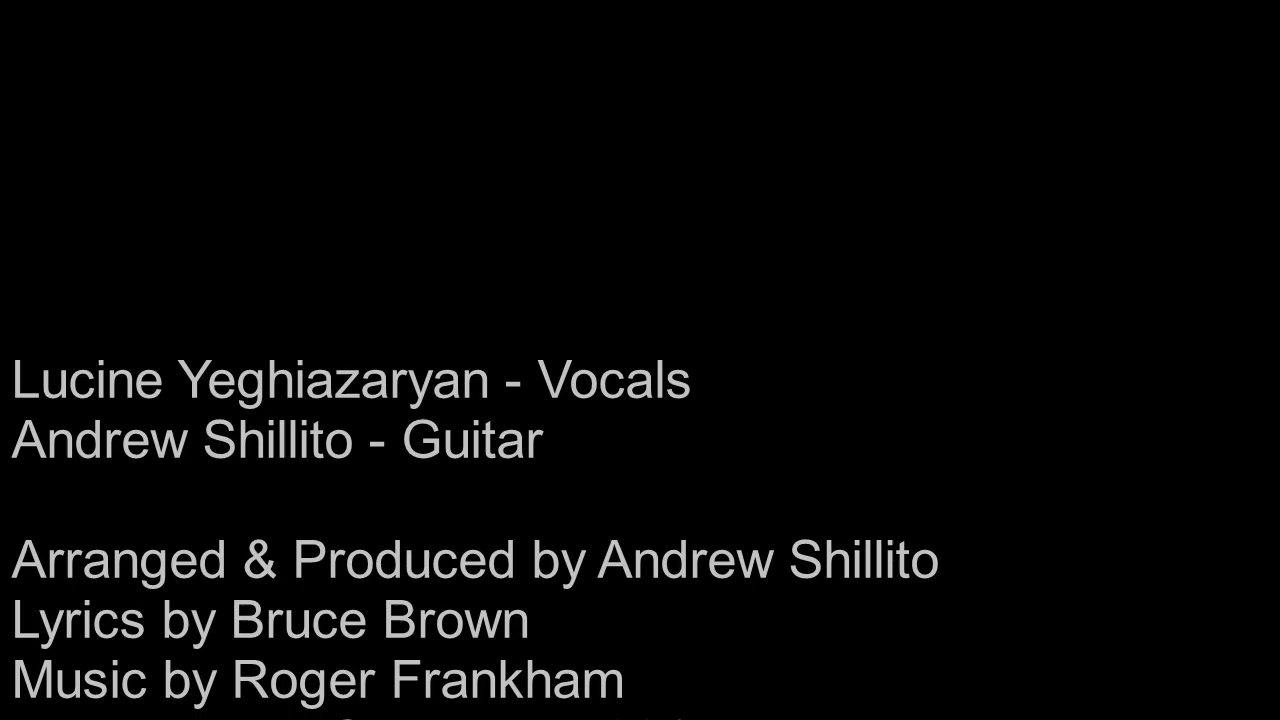 Lucine Yeghiazaryan - Vocals
Andrew Shillito - Guitar
Arranged & Produced by Andrew Shillito
Lyrics by Bruce Brown
Music by Roger Frankham